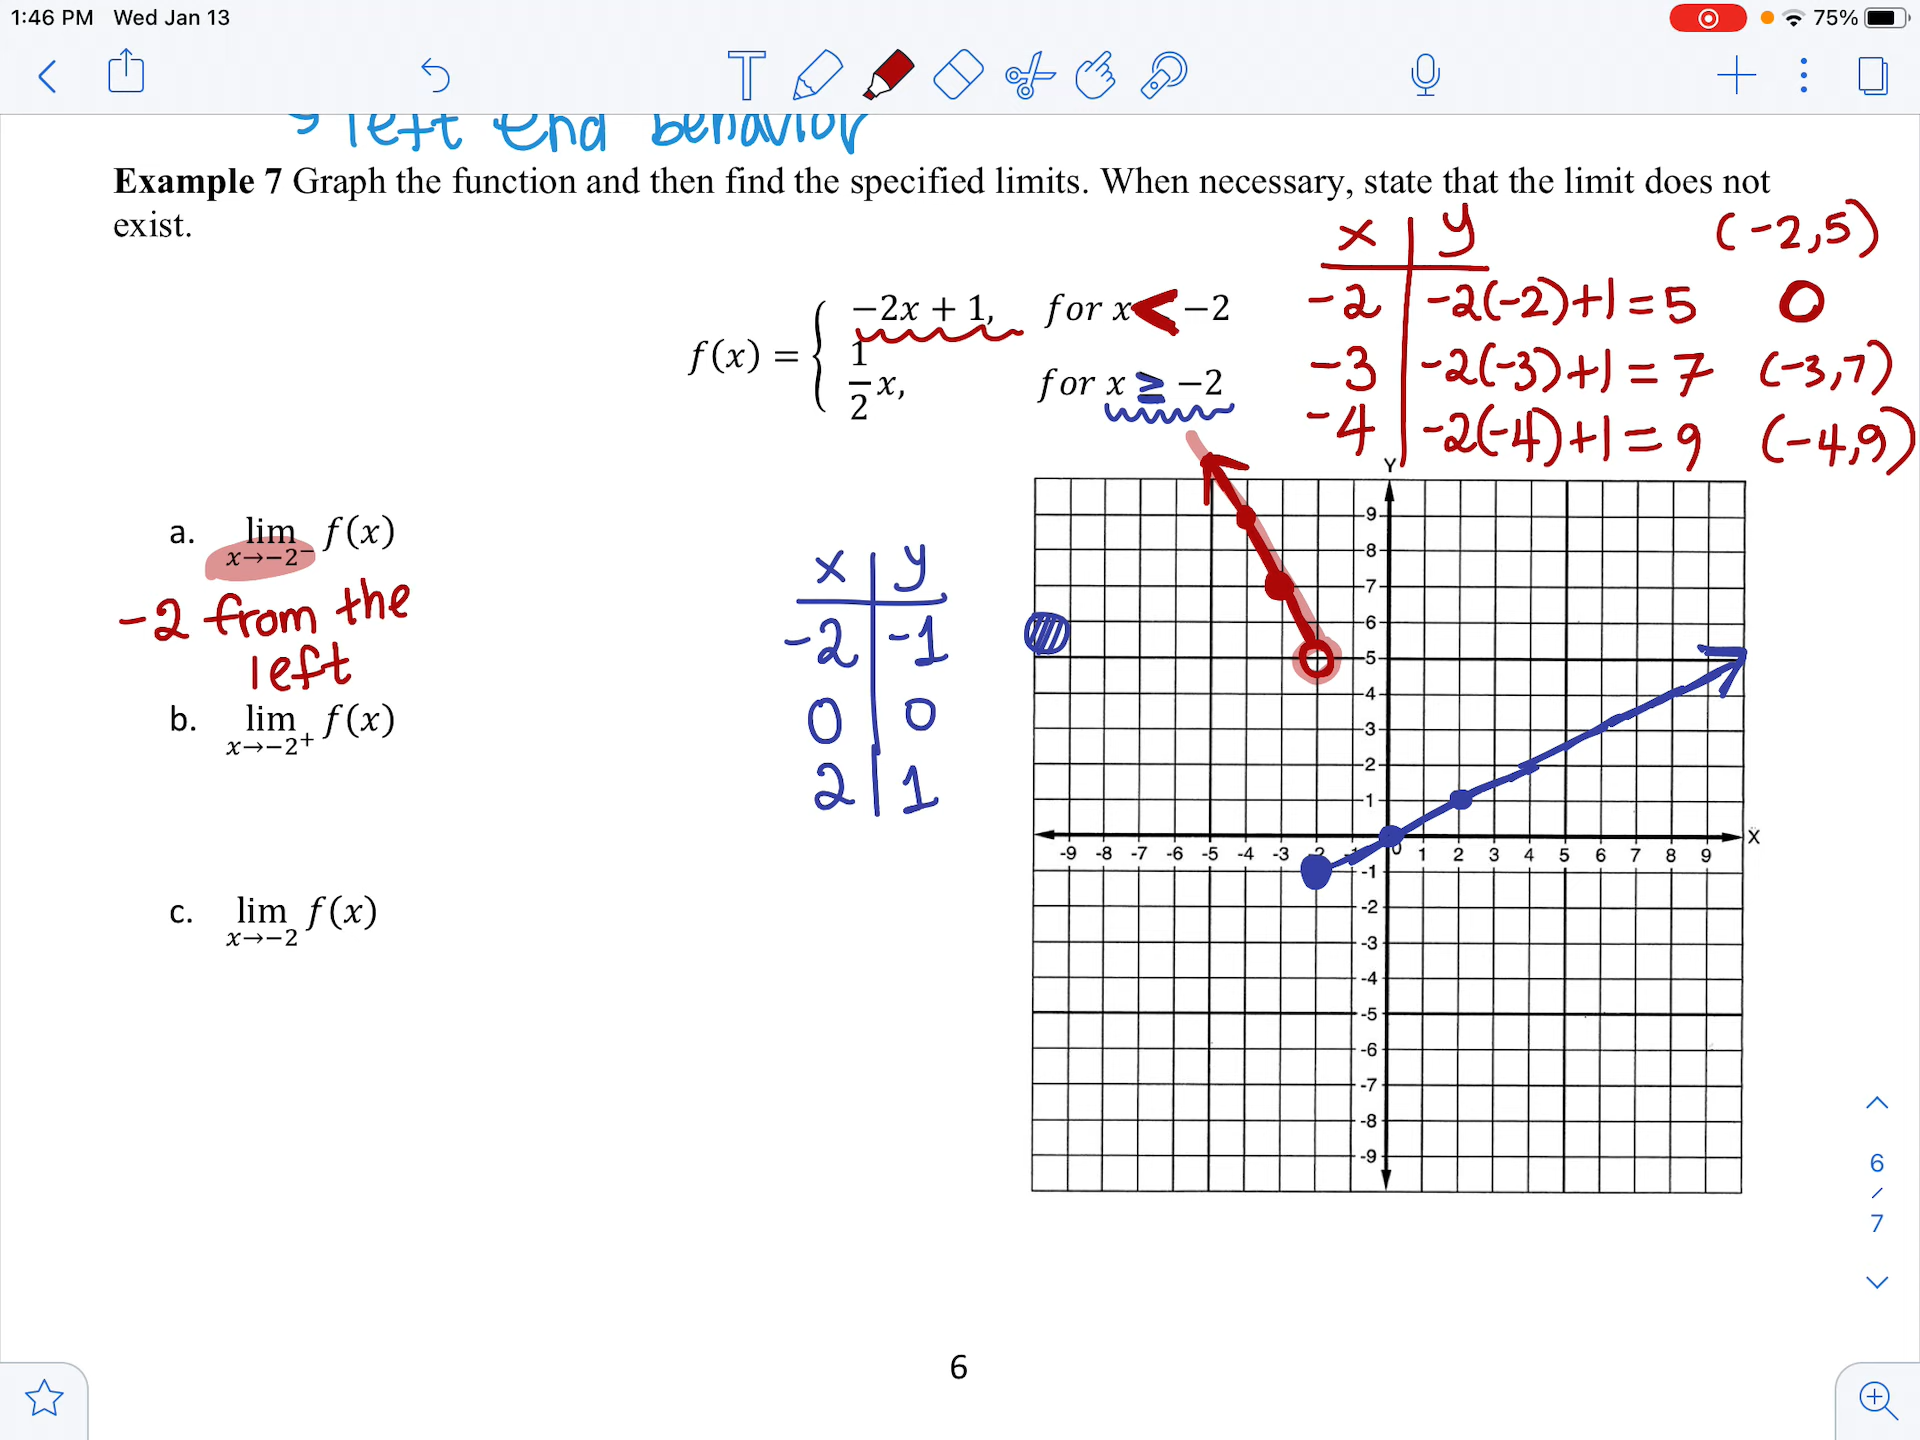 1:46 PM Wed Jan 13
75%
left end behavior
Example 7 Graph the function and then find the specified limits. When necessary, state that the limit does not
exist.
f(x) = { −2x + 1, for x < −2
1/2 x, for x ≥ −2
x | y
-2 | -2(-2)+1=5
-3 | -2(-3)+1=7
-4 | -2(-4)+1=9
(-2,5)
O
(-3,7)
(-4,9)
a. lim x→−2⁻ f(x)
-2 from the
left
b. lim x→−2⁺ f(x)
c. lim x→−2 f(x)
x | y
-2 | -1
0 | 0
2 | 1
Y
9
8
7
6
5
4
3
2
1
-9 -8 -7 -6 -5 -4 -3 -2 -1 0 1 2 3 4 5 6 7 8 9 X
-1
-2
-3
-4
-5
-6
-7
-8
-9
6
/
7
6